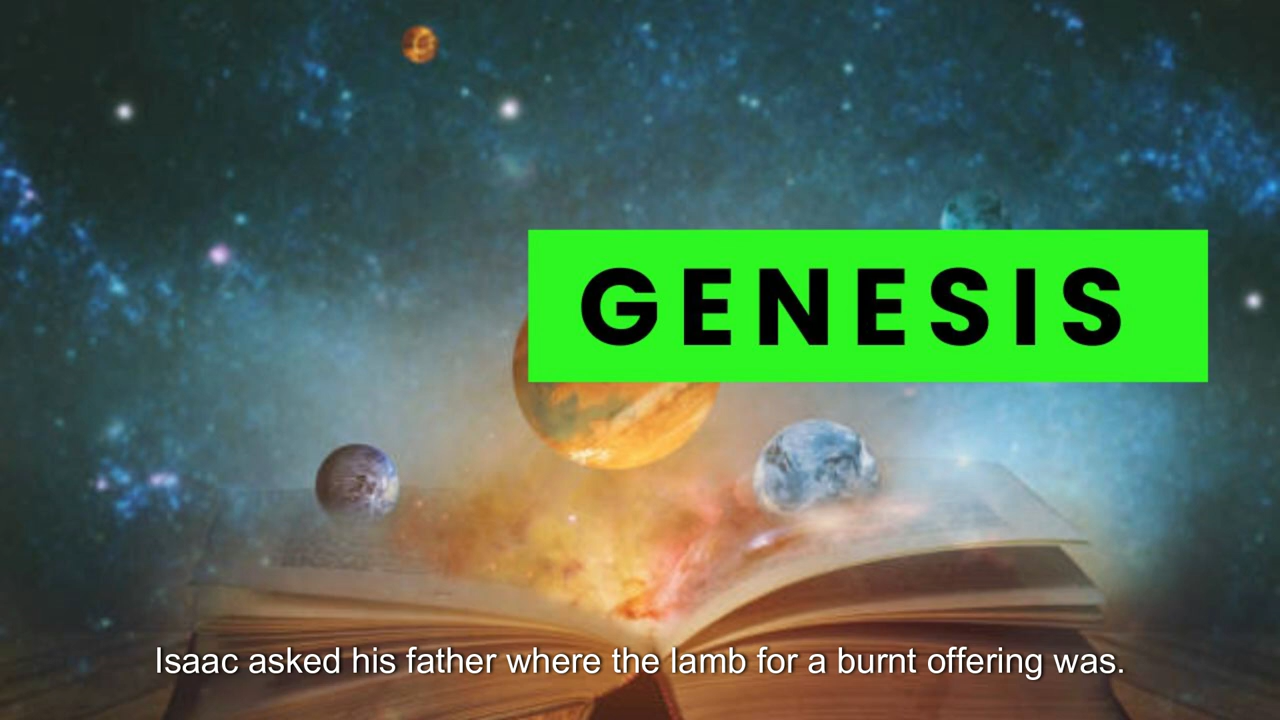 GENESIS
Isaac asked his father where the lamb for a burnt offering was.